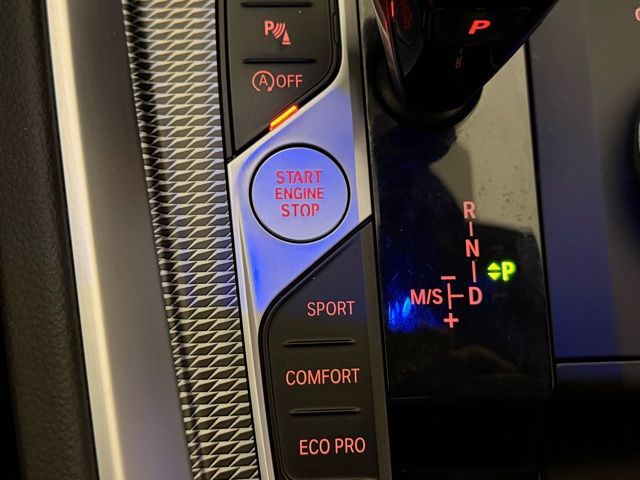 P
P
A OFF
START
ENGINE
STOP
R
N
P
M/S
D
+
SPORT
COMFORT
ECO PRO